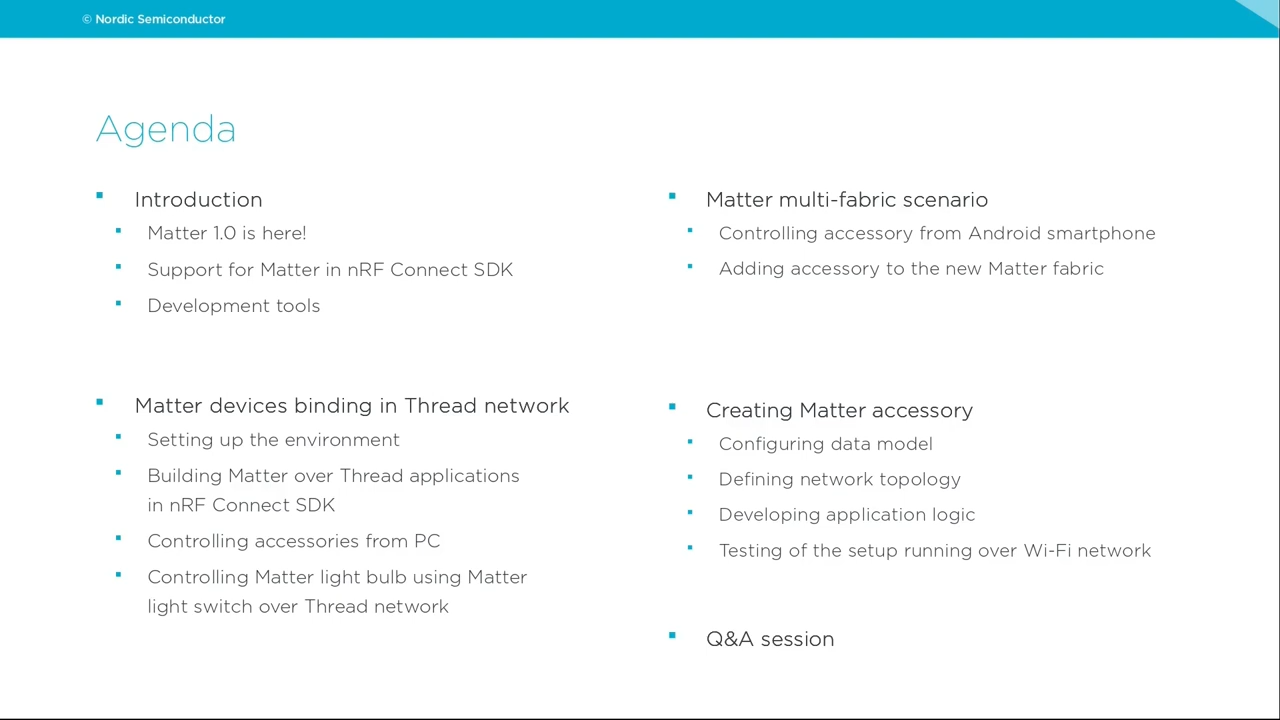 © Nordic Semiconductor
Agenda
Introduction
Matter 1.0 is here!
Support for Matter in nRF Connect SDK
Development tools
Matter devices binding in Thread network
Setting up the environment
Building Matter over Thread applications
in nRF Connect SDK
Controlling accessories from PC
Controlling Matter light bulb using Matter
light switch over Thread network
Matter multi-fabric scenario
Controlling accessory from Android smartphone
Adding accessory to the new Matter fabric
Creating Matter accessory
Configuring data model
Defining network topology
Developing application logic
Testing of the setup running over Wi-Fi network
Q&A session